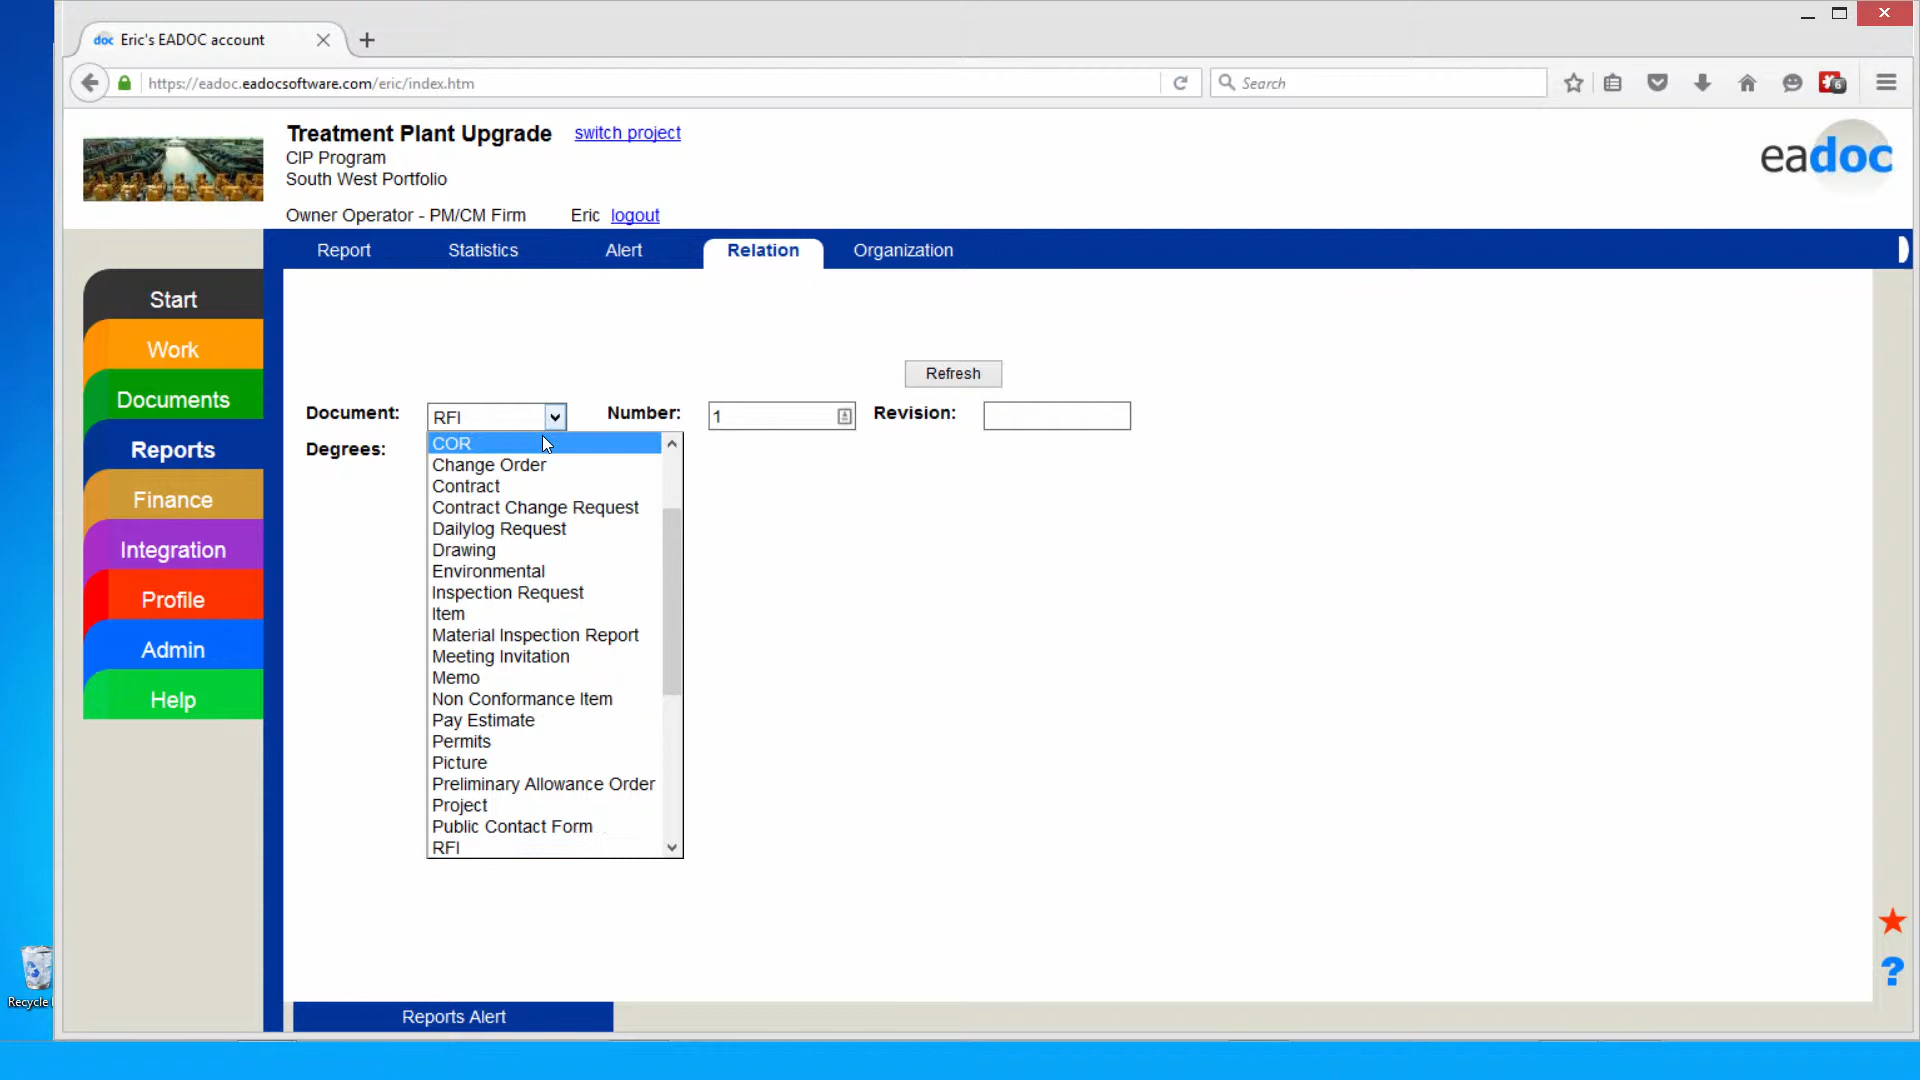 doc Eric's EADOC account
https://eadoc.eadocsoftware.com/eric/index.htm
Search
6
Treatment Plant Upgrade switch project
CIP Program
South West Portfolio
Owner Operator - PM/CM Firm Eric logout
eadoc
Report Statistics Alert Relation Organization
Start
Work
Documents
Reports
Finance
Integration
Profile
Admin
Help
Refresh
Document: RFI Number: 1 Revision:
Degrees:
COR
Change Order
Contract
Contract Change Request
Dailylog Request
Drawing
Environmental
Inspection Request
Item
Material Inspection Report
Meeting Invitation
Memo
Non Conformance Item
Pay Estimate
Permits
Picture
Preliminary Allowance Order
Project
Public Contact Form
RFI
?
Recycle
Reports Alert